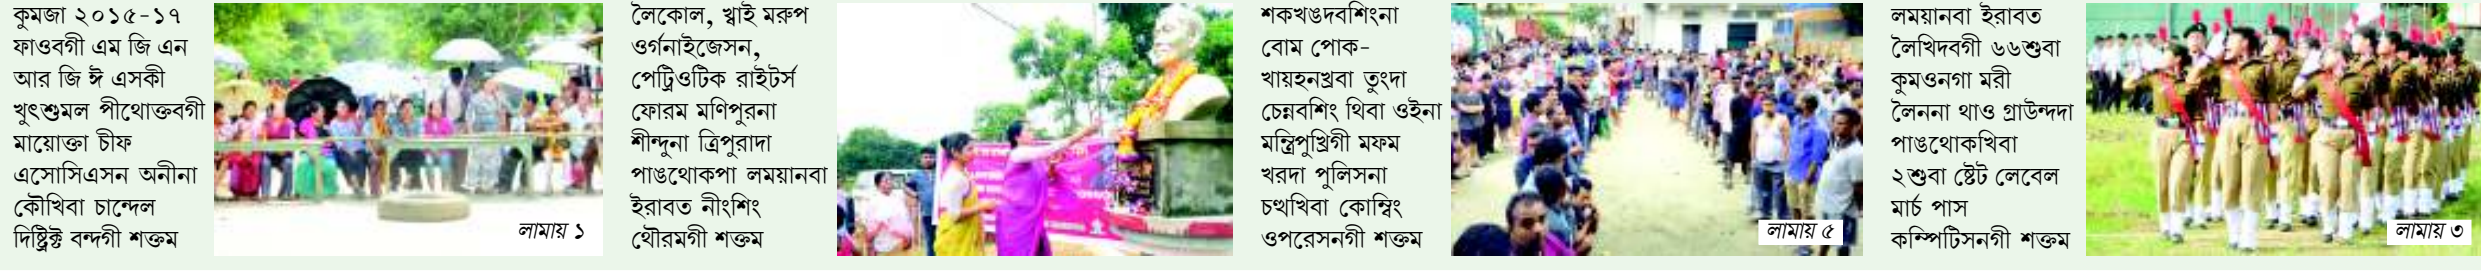 কুমজা ২০১৫-১৭
ফাওবগী এম জি এন
আর জি ঈ এসকী
খুৎশুমল পীথোক্তবগী
মায়োক্তা চীফ
এসোসিএসন অনীনা
কৌখিবা চান্দেল
দিষ্ট্রিক্ট বন্দগী শক্তম
লামায় ১
লৈকোল, খ্বাই মরুপ
ওর্গনাইজেসন,
পেট্রিওটিক রাইটর্স
ফোরম মণিপুরনা
শীন্দুনা ত্রিপুরাদা
পাঙথোকপা লময়ানবা
ইরাবত নীংশিং
থৌরমগী শক্তম
শকখঙদবশিংনা
বোম পোক-
খায়হনখ্রবা তুংদা
চেন্নবশিং থিবা ওইনা
মন্ত্রিপুখ্রিগী মফম
খরদা পুলিসনা
চত্থখিবা কোম্বিং
ওপরেসনগী শক্তম
লামায় ৫
লময়ানবা ইরাবত
লৈখিদবগী ৬৬শুবা
কুমওনগা মরী
লৈননা থাও গ্রাউন্দদা
পাঙথোকখিবা
২শুবা ষ্টেট লেবেল
মার্চ পাস
কম্পিটিসনগী শক্তম
লামায় ৩